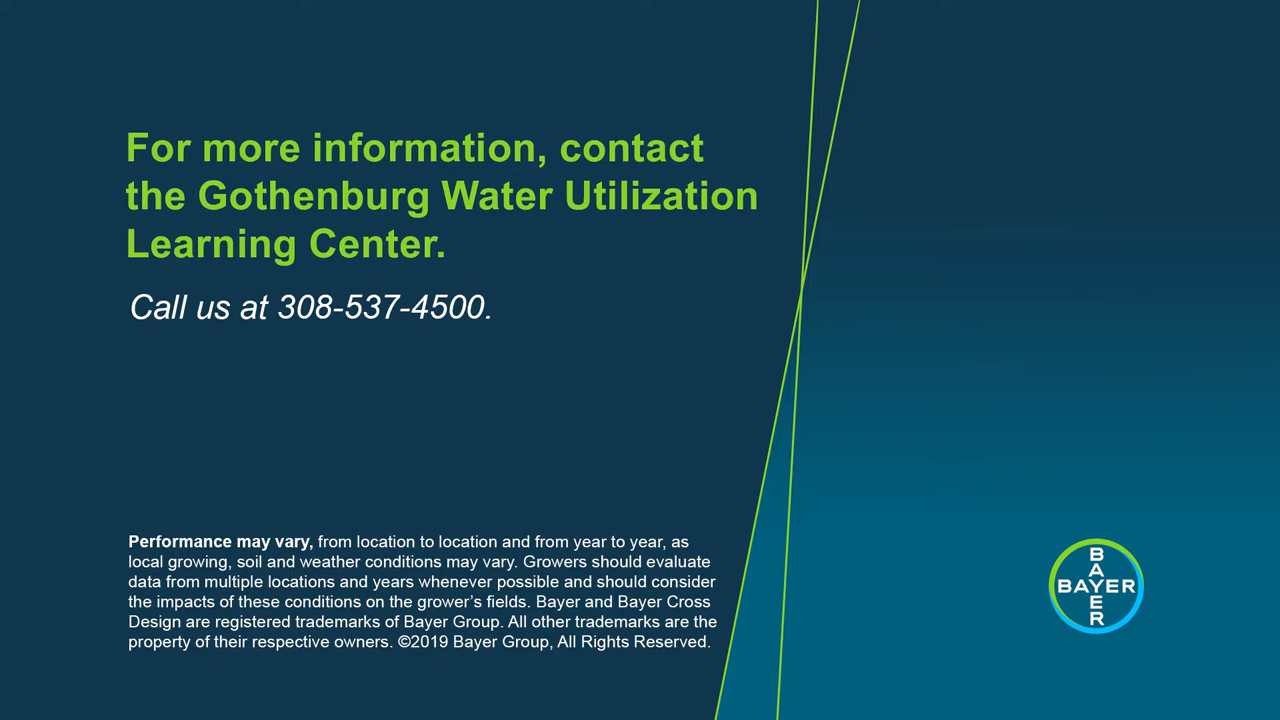 For more information, contact
the Gothenburg Water Utilization
Learning Center.
Call us at 308-537-4500.
Performance may vary, from location to location and from year to year, as
local growing, soil and weather conditions may vary. Growers should evaluate
data from multiple locations and years whenever possible and should consider
the impacts of these conditions on the grower's fields. Bayer and Bayer Cross
Design are registered trademarks of Bayer Group. All other trademarks are the
property of their respective owners. ©2019 Bayer Group, All Rights Reserved.
BAYER
BAYER